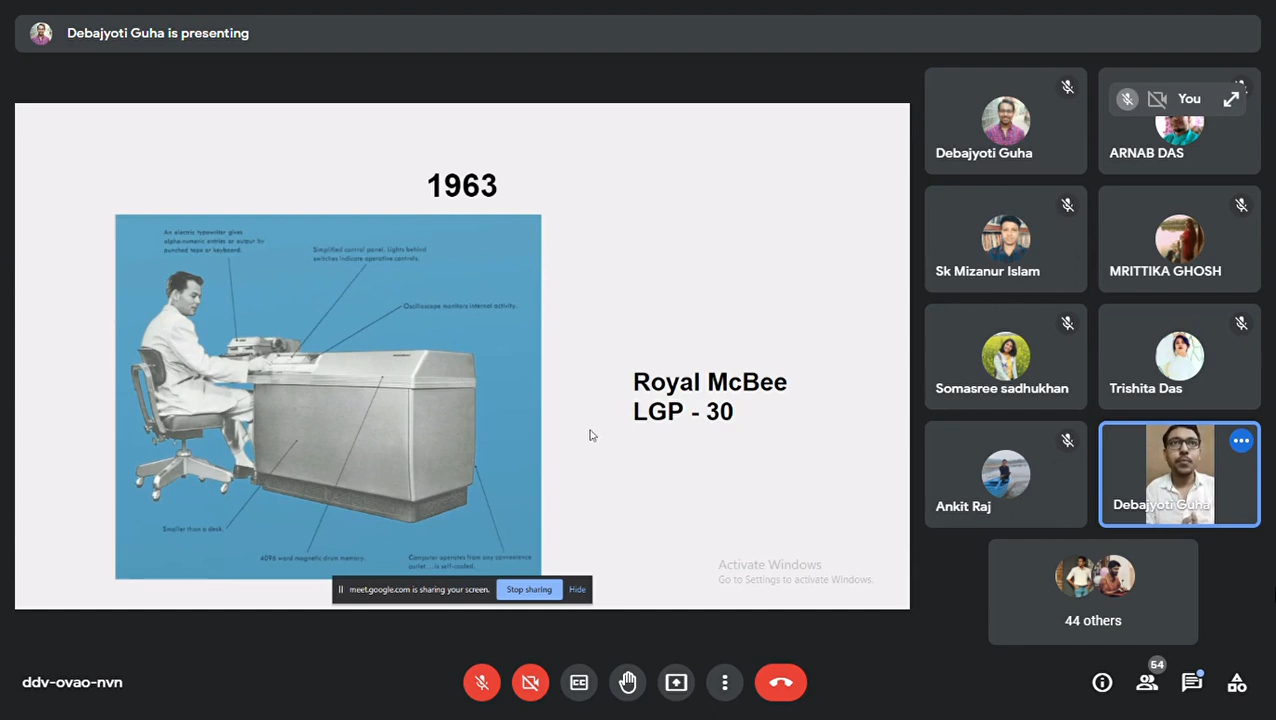 Debajyoti Guha is presenting
1963
An electric typewriter gives
alpha-numeric entries or output by
punched tape or keyboard.
Simplified control panel. Lights behind
switches indicate operative controls.
Oscilloscope monitors internal activity.
Royal McBee
LGP - 30
Smaller than a desk.
4096 word magnetic drum memory.
Computer operates from any convenience
outlet...is self-cooled.
Activate Windows
Go to Settings to activate Windows.
meet.google.com is sharing your screen.
Stop sharing
Hide
Debajyoti Guha
You
ARNAB DAS
Sk Mizanur Islam
MRITTIKA GHOSH
Somasree sadhukhan
Trishita Das
Ankit Raj
Debajyoti Guha
44 others
ddv-ovao-nvn
CC
54